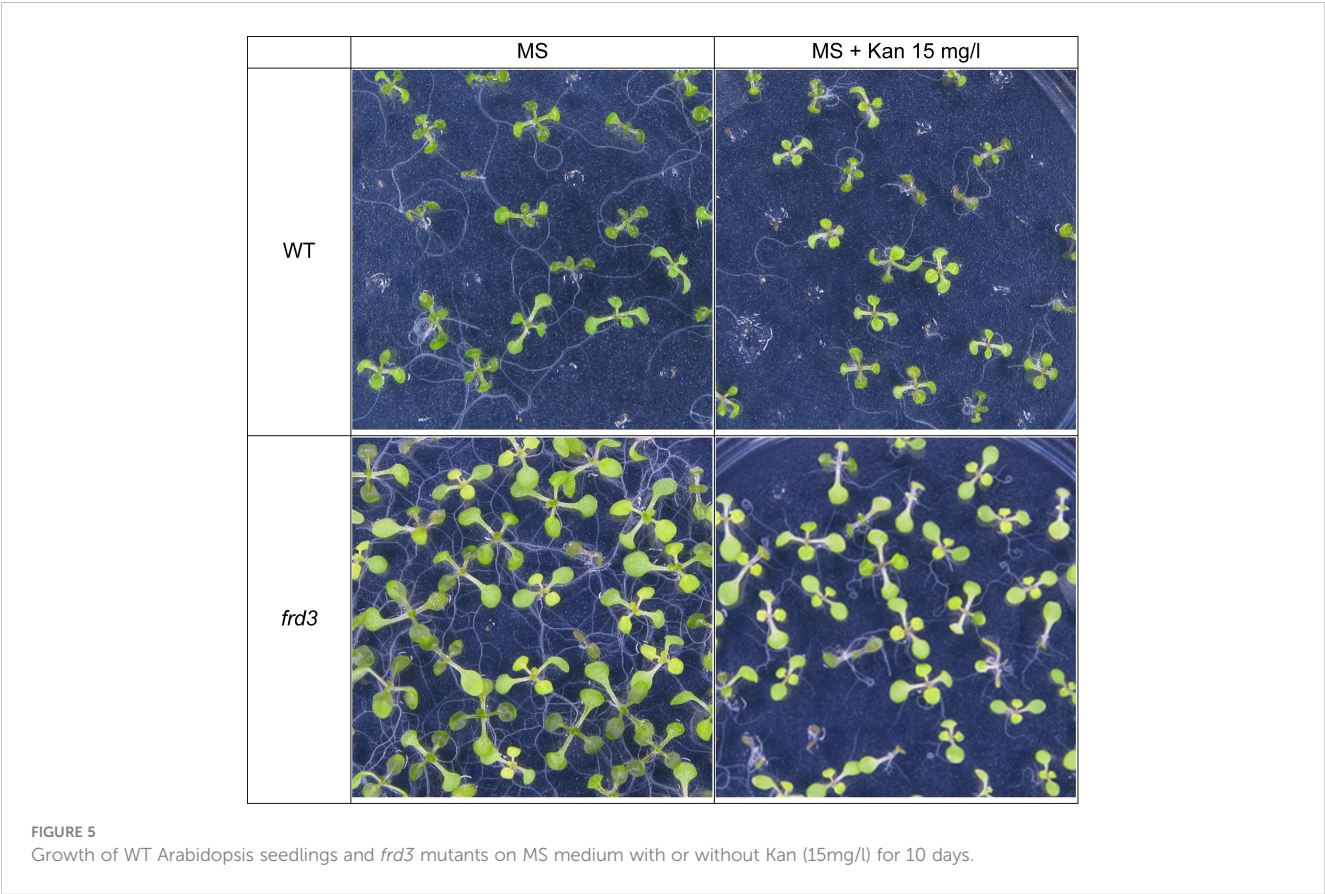 MS
MS + Kan 15 mg/l
WT
frd3
FIGURE 5
Growth of WT Arabidopsis seedlings and frd3 mutants on MS medium with or without Kan (15mg/l) for 10 days.